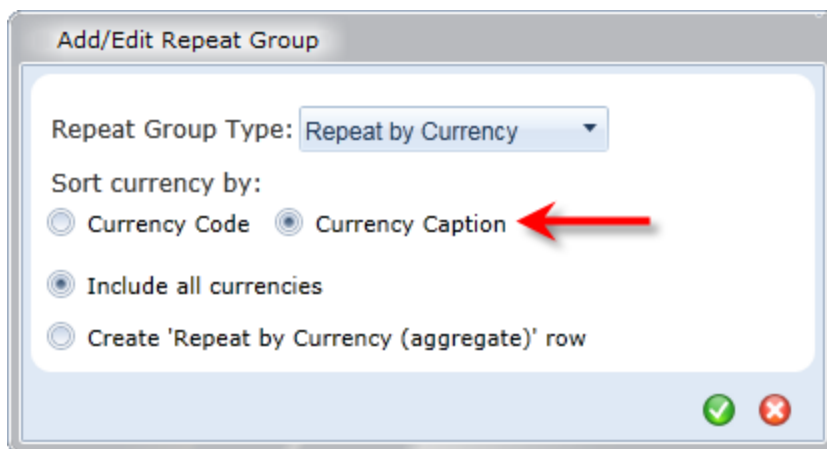 Add/Edit Repeat Group
Repeat Group Type: Repeat by Currency
Sort currency by:
Currency Code Currency Caption
Include all currencies
Create 'Repeat by Currency (aggregate)' row